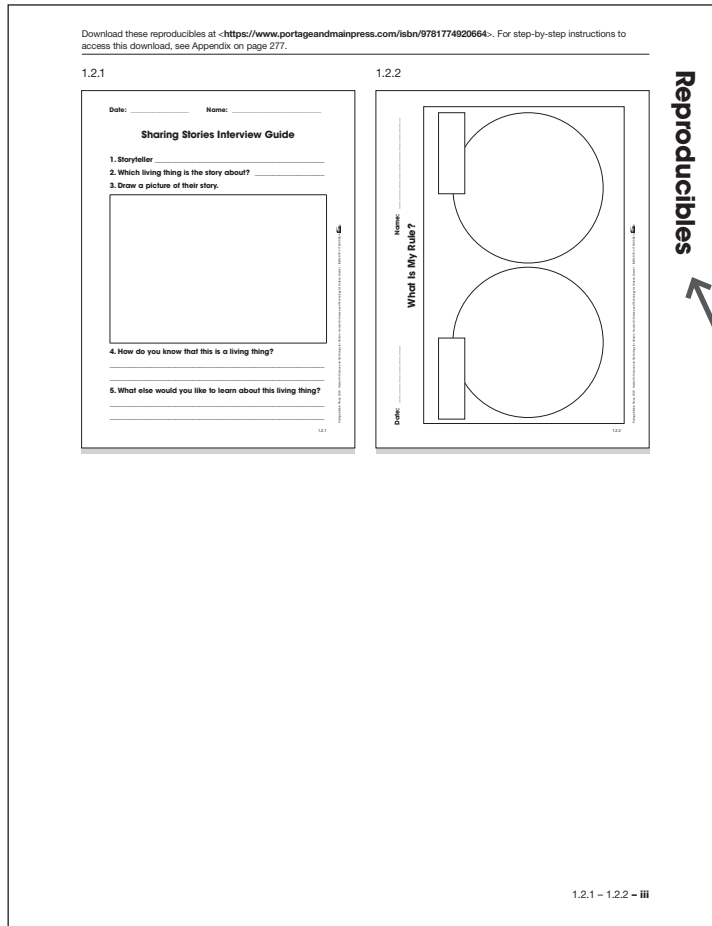 Download these reproducibles at <https://www.portageandmainpress.com/isbn/9781774920664>. For step-by-step instructions to
access this download, see Appendix on page 277.
Reproducibles
1.2.1
Date: Name:
Sharing Stories Interview Guide
1. Storyteller
2. Which living thing is the story about?
3. Draw a picture of their story.
4. How do you know that this is a living thing?
5. What else would you like to learn about this living thing?
1.2.1
1.2.2
Date: Name:
What Is My Rule?
1.2.2
1.2.1 – 1.2.2 – iii